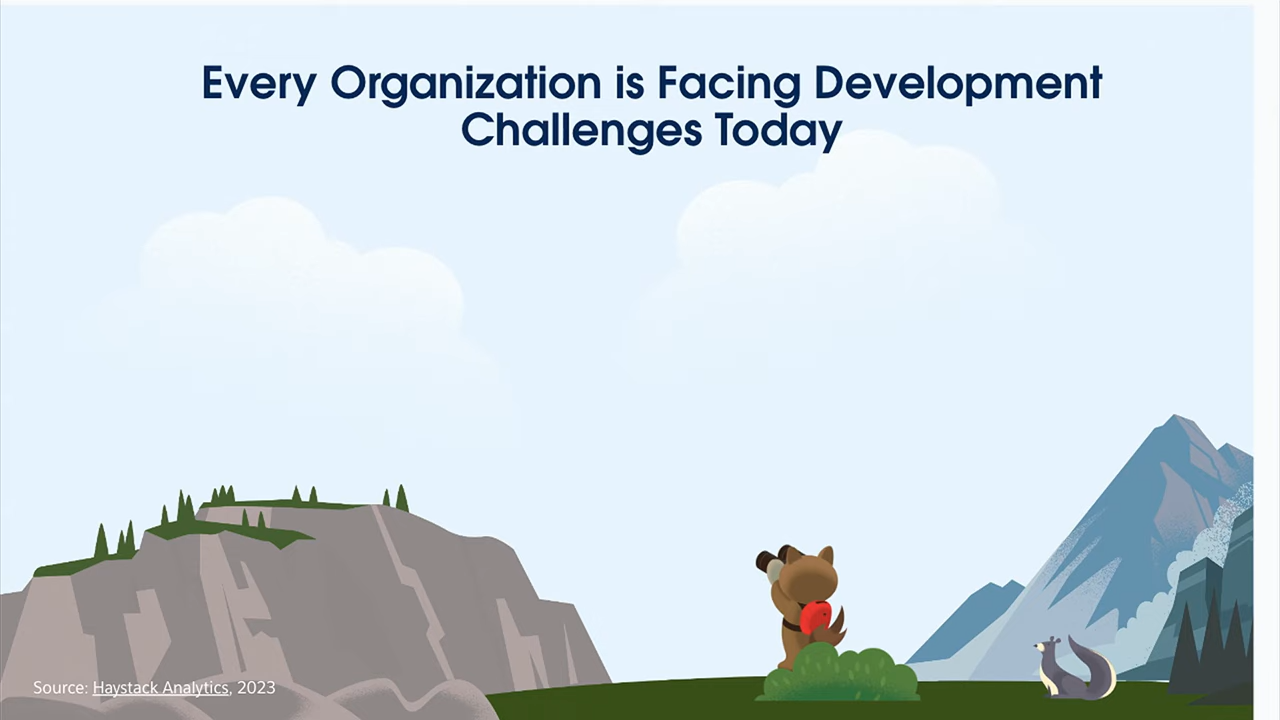 Every Organization is Facing Development
Challenges Today
Source: Haystack Analytics, 2023